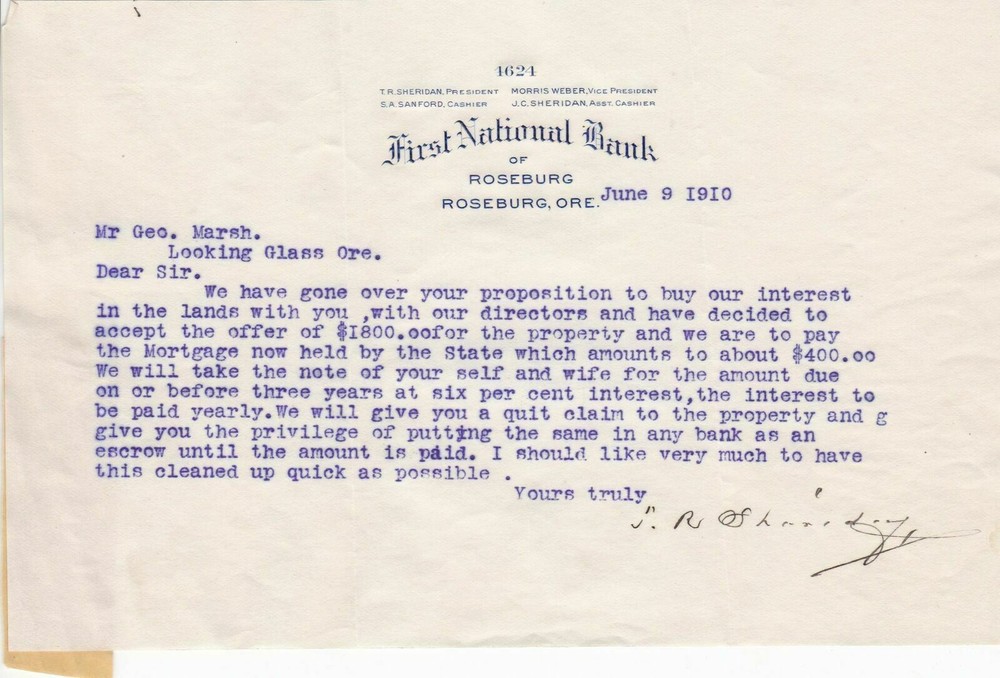 4624
T.R. SHERIDAN, PRESIDENT MORRIS WEBER, VICE PRESIDENT
S.A. SANFORD, CASHIER J.C. SHERIDAN, ASST. CASHIER
First National Bank
OF
ROSEBURG
ROSEBURG, ORE. June 9 I9I0
Mr Geo. Marsh.
Looking Glass Ore.
Dear Sir.
We have gone over your proposition to buy our interest
in the lands with you ,with our directors and have decided to
accept the offer of $I800.oofor the property and we are to pay
the Mortgage now held by the State which amounts to about $400.oo
We will take the note of your self and wife for the amount due
on or before three years at six per cent interest,the interest to
be paid yearly.We will give you a quit claim to the property and g
give you the privilege of putting the same in any bank as an
escrow until the amount is paid. I should like very much to have
this cleaned up quick as possible .
Yours truly
T. R Sheridan